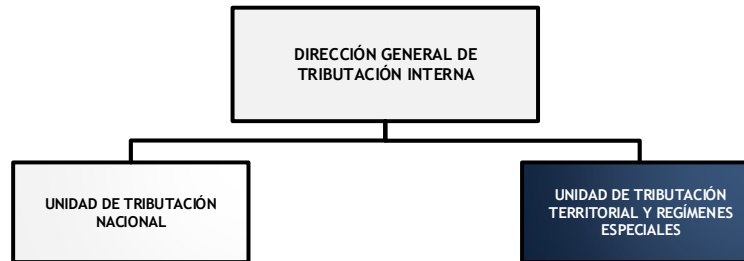 DIRECCIÓN GENERAL DE
TRIBUTACIÓN INTERNA
UNIDAD DE TRIBUTACIÓN
NACIONAL
UNIDAD DE TRIBUTACIÓN
TERRITORIAL Y REGÍMENES
ESPECIALES